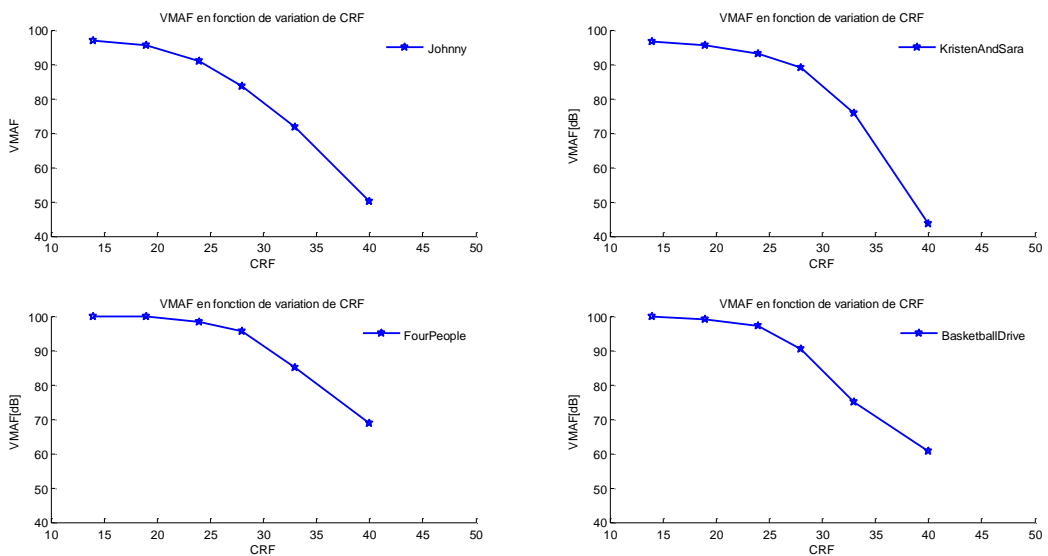 VMAF en fonction de variation de CRF
100
90
80
70
60
50
40
VMAF
Johnny
10 15 20 25 30 35 40 45 50
CRF
VMAF en fonction de variation de CRF
100
90
80
70
60
50
40
VMAF[dB]
KristenAndSara
10 15 20 25 30 35 40 45 50
CRF
VMAF en fonction de variation de CRF
100
90
80
70
60
50
40
VMAF[dB]
FourPeople
10 15 20 25 30 35 40 45 50
CRF
VMAF en fonction de variation de CRF
100
90
80
70
60
50
40
VMAF[dB]
BasketballDrive
10 15 20 25 30 35 40 45 50
CRF